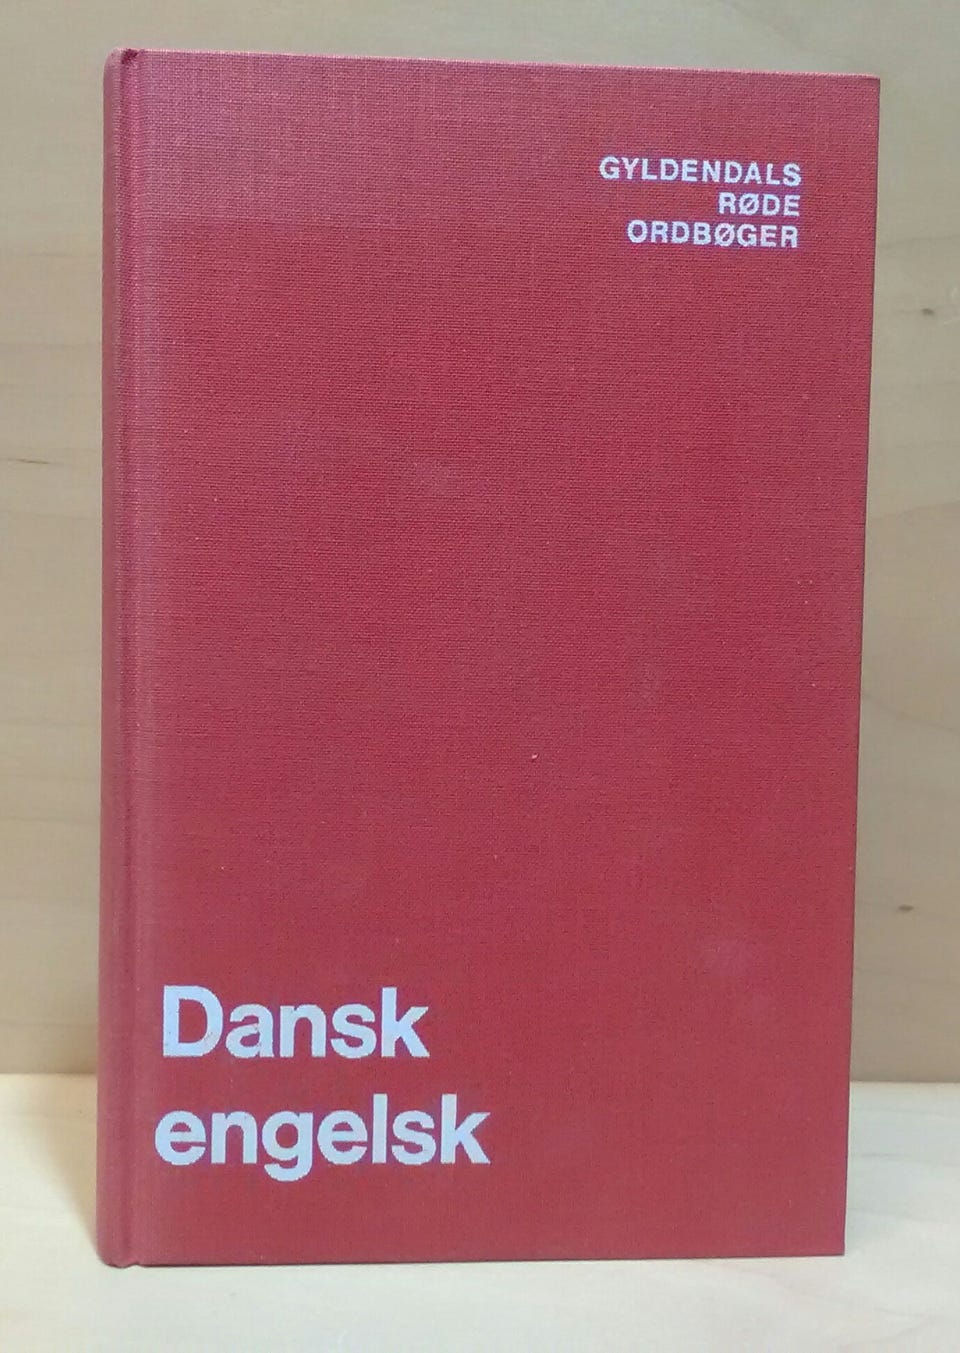 GYLDENDALS
RØDE
ORDBØGER
Dansk
engelsk